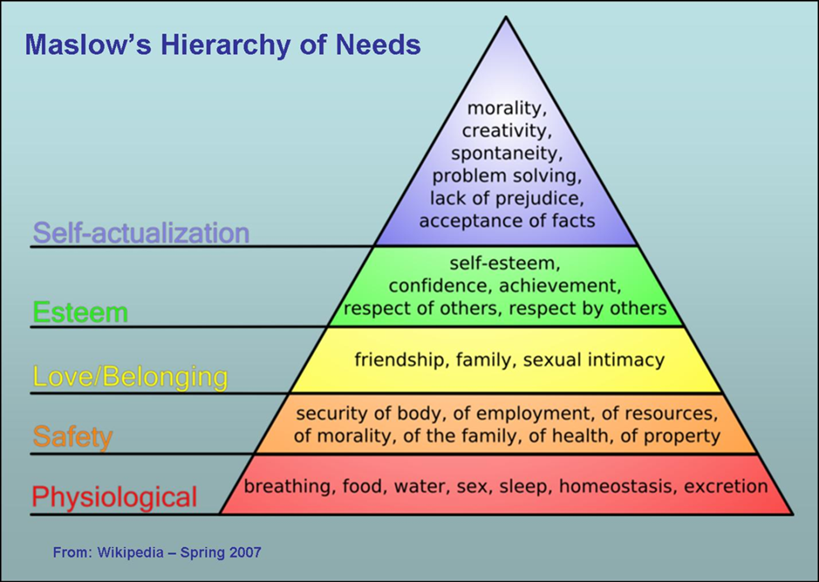 Maslow’s Hierarchy of Needs
morality,
creativity,
spontaneity,
problem solving,
lack of prejudice,
acceptance of facts
Self-actualization
self-esteem,
confidence, achievement,
respect of others, respect by others
Esteem
friendship, family, sexual intimacy
Love/Belonging
security of body, of employment, of resources,
of morality, of the family, of health, of property
Safety
breathing, food, water, sex, sleep, homeostasis, excretion
Physiological
From: Wikipedia – Spring 2007